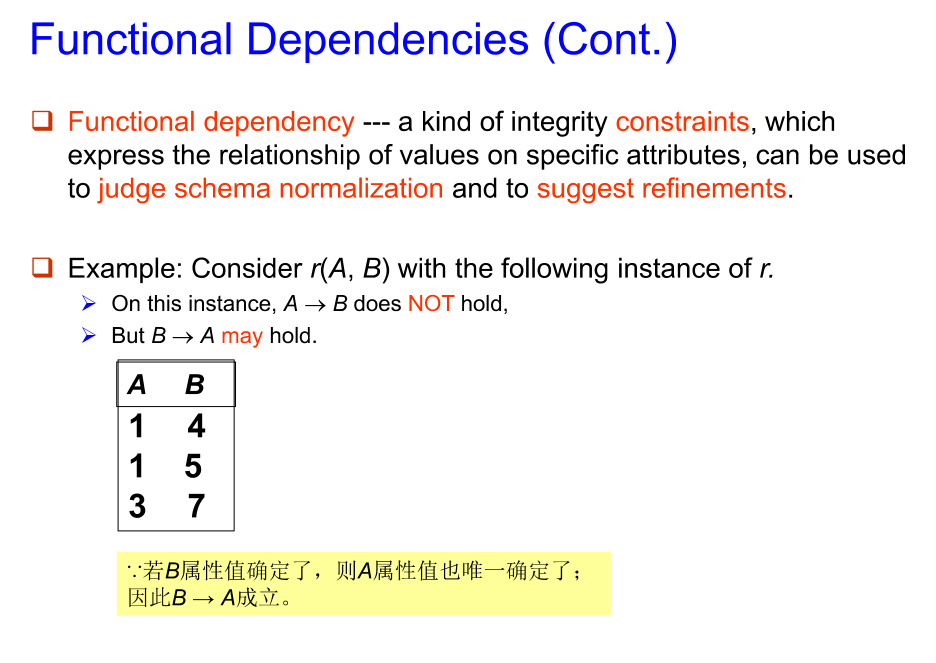 Functional Dependencies (Cont.)
❑ Functional dependency --- a kind of integrity constraints, which
express the relationship of values on specific attributes, can be used
to judge schema normalization and to suggest refinements.
❑ Example: Consider r(A, B) with the following instance of r.
➢ On this instance, A → B does NOT hold,
➢ But B → A may hold.
A B
1 4
1 5
3 7
∵若B属性值确定了，则A属性值也唯一确定了；
因此B → A成立。